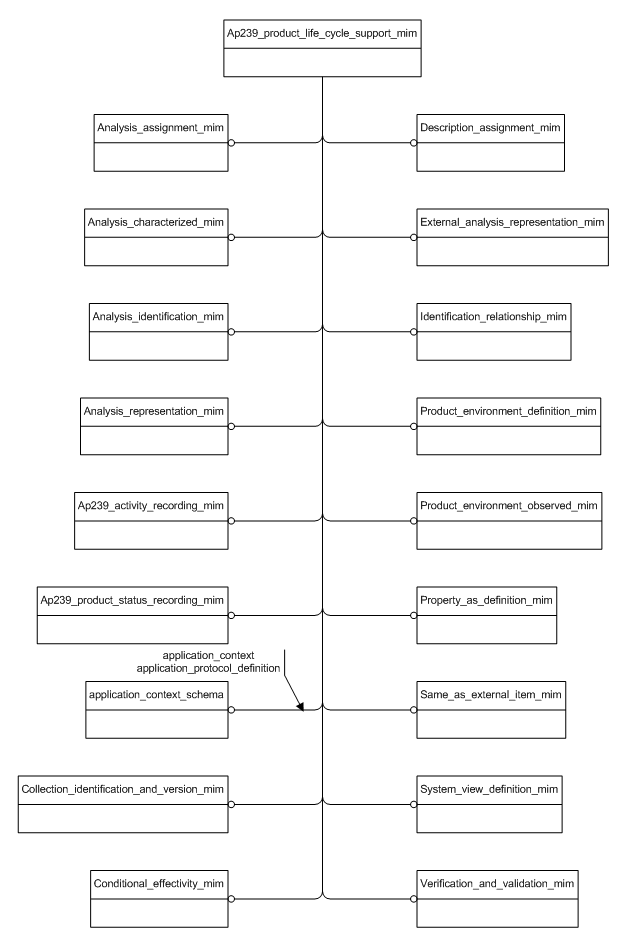 Ap239_product_life_cycle_support_mim
Analysis_assignment_mim
Description_assignment_mim
Analysis_characterized_mim
External_analysis_representation_mim
Analysis_identification_mim
Identification_relationship_mim
Analysis_representation_mim
Product_environment_definition_mim
Ap239_activity_recording_mim
Product_environment_observed_mim
Ap239_product_status_recording_mim
Property_as_definition_mim
application_context
application_protocol_definition
application_context_schema
Same_as_external_item_mim
Collection_identification_and_version_mim
System_view_definition_mim
Conditional_effectivity_mim
Verification_and_validation_mim